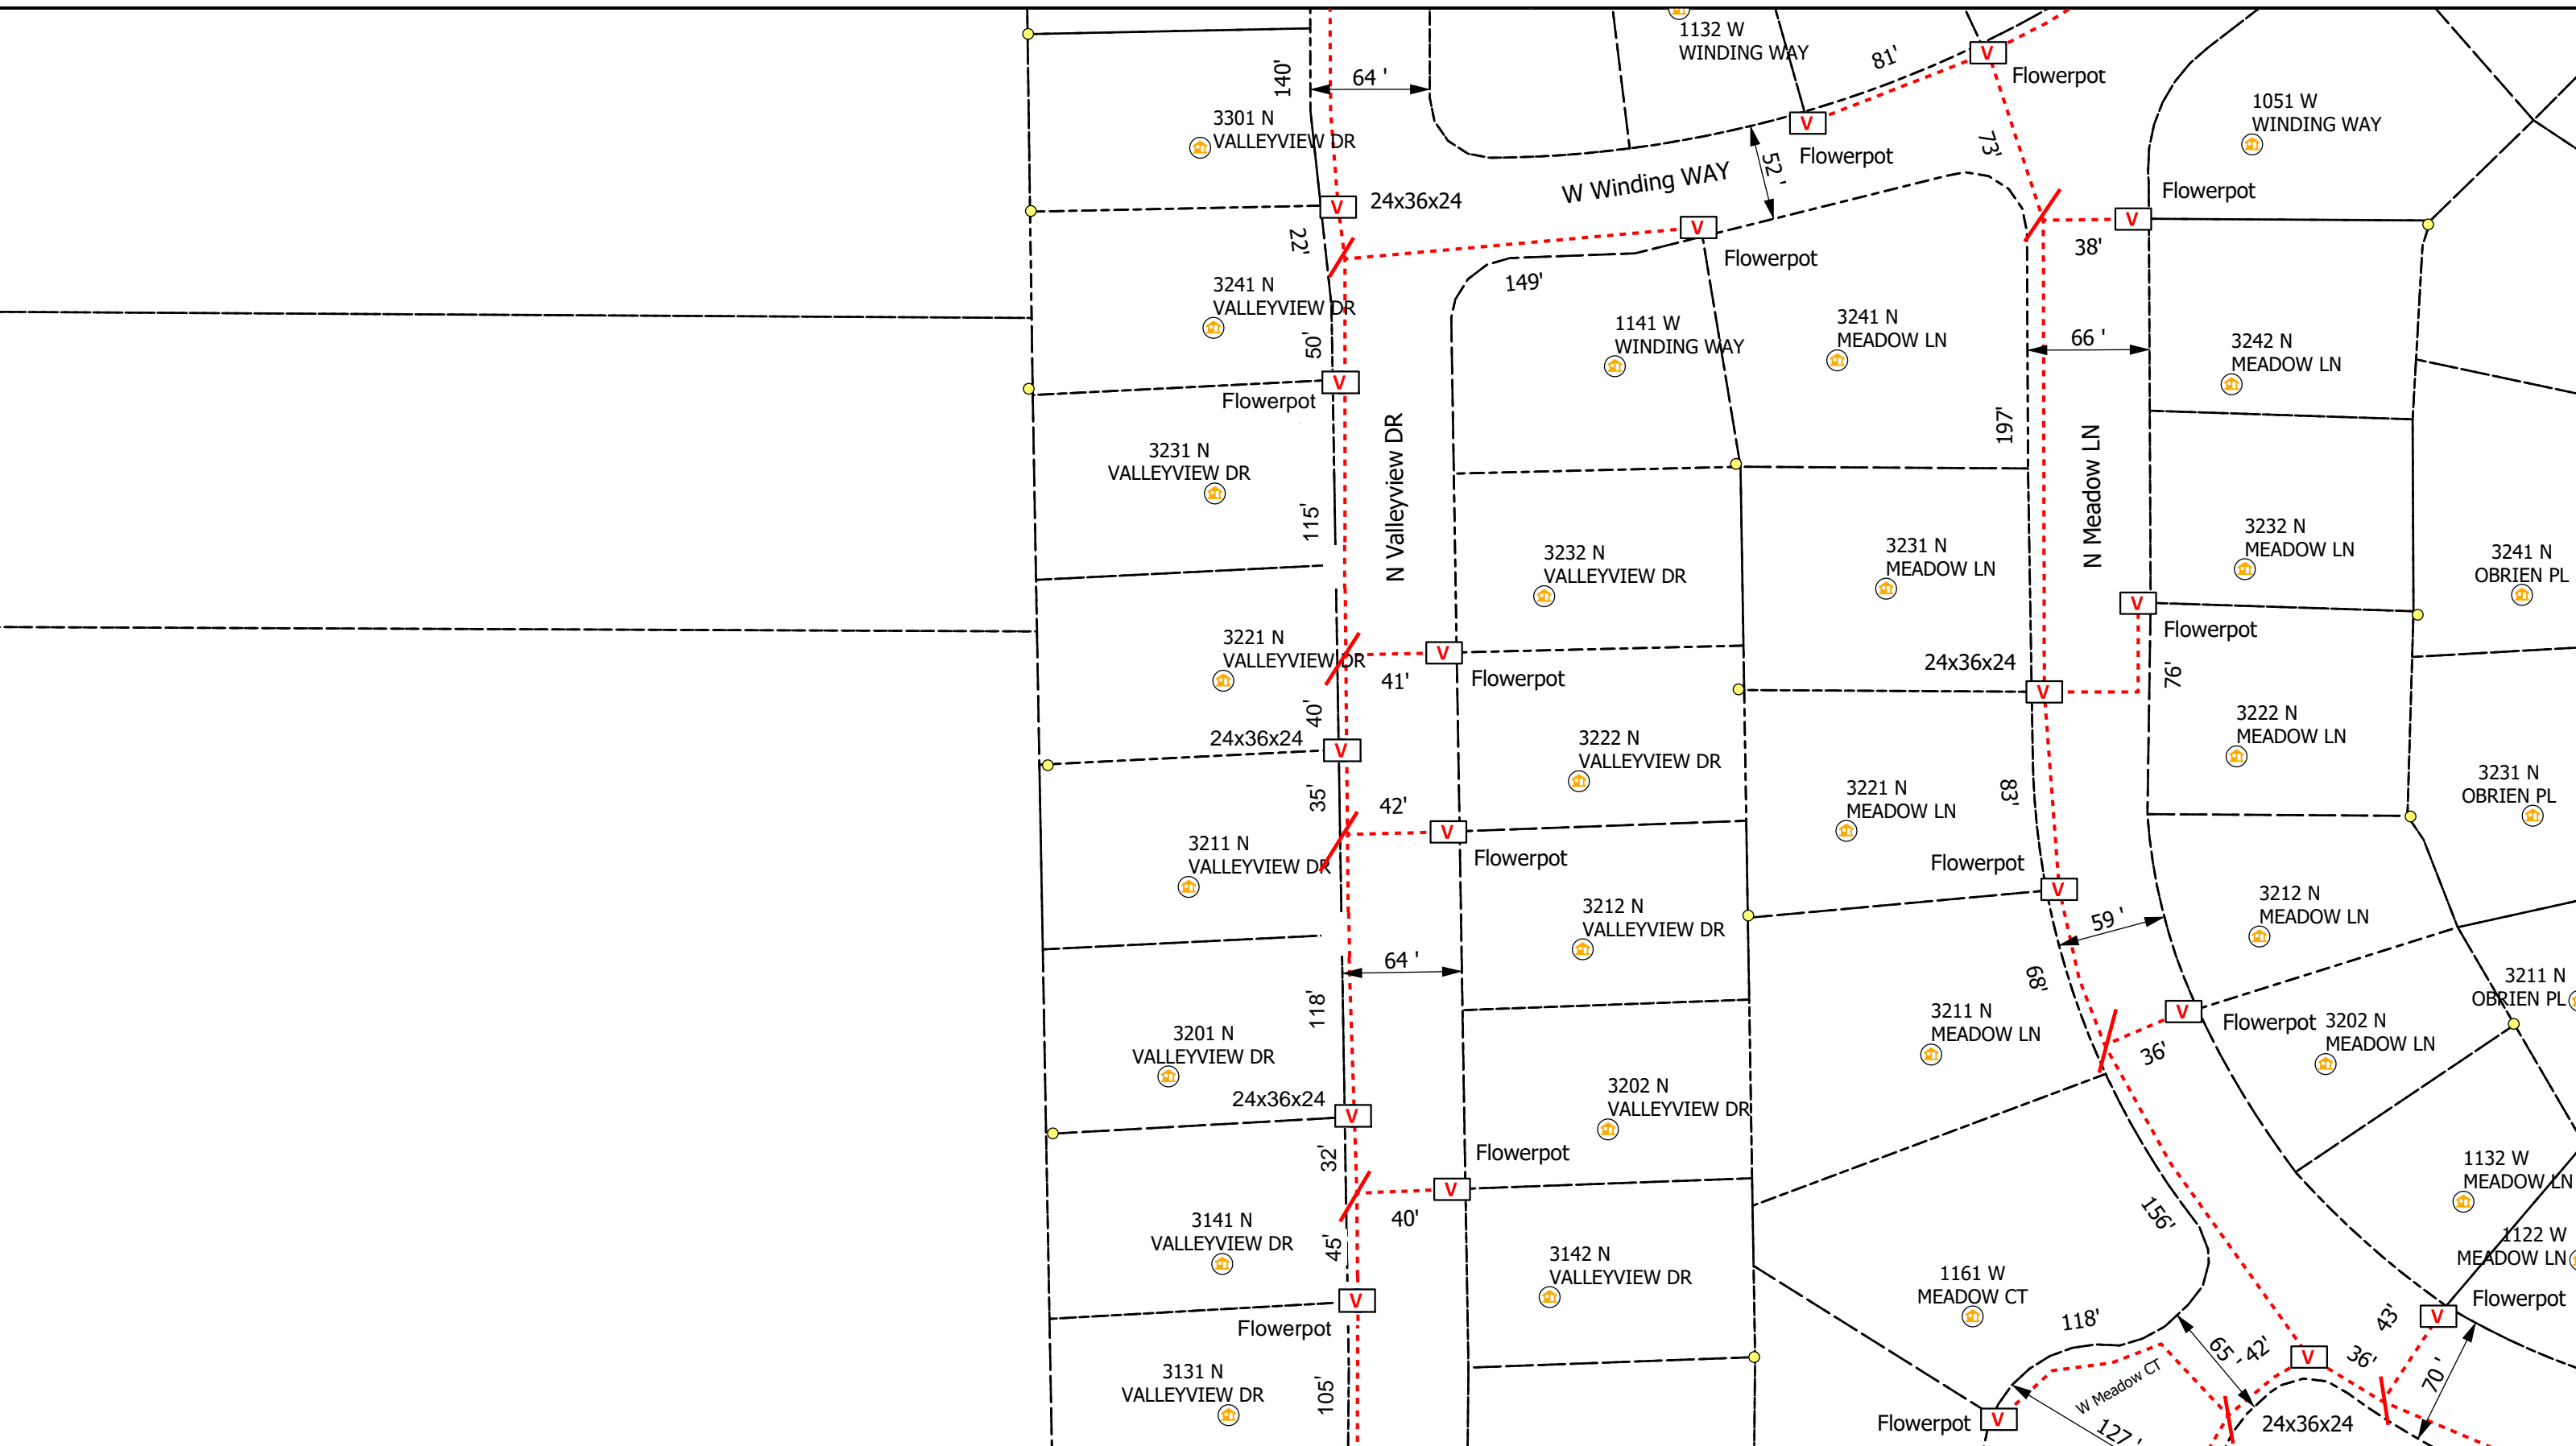 1132 W
WINDING WAY
81'
V
Flowerpot
140'
64 '
3301 N
VALLEYVIEW DR
V
Flowerpot
73'
1051 W
WINDING WAY
52 '
W Winding WAY
V
24x36x24
V
Flowerpot
38'
22'
V
Flowerpot
149'
3241 N
VALLEYVIEW DR
50'
1141 W
WINDING WAY
3241 N
MEADOW LN
66 '
3242 N
MEADOW LN
V
Flowerpot
N Valleyview DR
197'
N Meadow LN
3231 N
VALLEYVIEW DR
115'
3232 N
VALLEYVIEW DR
3231 N
MEADOW LN
3232 N
MEADOW LN
3241 N
OBRIEN PL
V
Flowerpot
3221 N
VALLEYVIEW DR
41'
V
Flowerpot
24x36x24
V
76'
40'
24x36x24
V
3222 N
VALLEYVIEW DR
3222 N
MEADOW LN
35'
42'
V
Flowerpot
3221 N
MEADOW LN
83'
3231 N
OBRIEN PL
3211 N
VALLEYVIEW DR
Flowerpot
V
3212 N
VALLEYVIEW DR
59 '
3212 N
MEADOW LN
64 '
68'
3211 N
OBRIEN PL
118'
3211 N
MEADOW LN
36'
V
Flowerpot
3202 N
MEADOW LN
3201 N
VALLEYVIEW DR
24x36x24
V
3202 N
VALLEYVIEW DR
32'
Flowerpot
V
40'
1132 W
MEADOW LN
156'
3141 N
VALLEYVIEW DR
45'
3142 N
VALLEYVIEW DR
1122 W
MEADOW LN
V
Flowerpot
1161 W
MEADOW CT
118'
65 '
42'
V
36'
43'
V
Flowerpot
70 '
3131 N
VALLEYVIEW DR
105'
W Meadow CT
Flowerpot
V
127 '
24x36x24